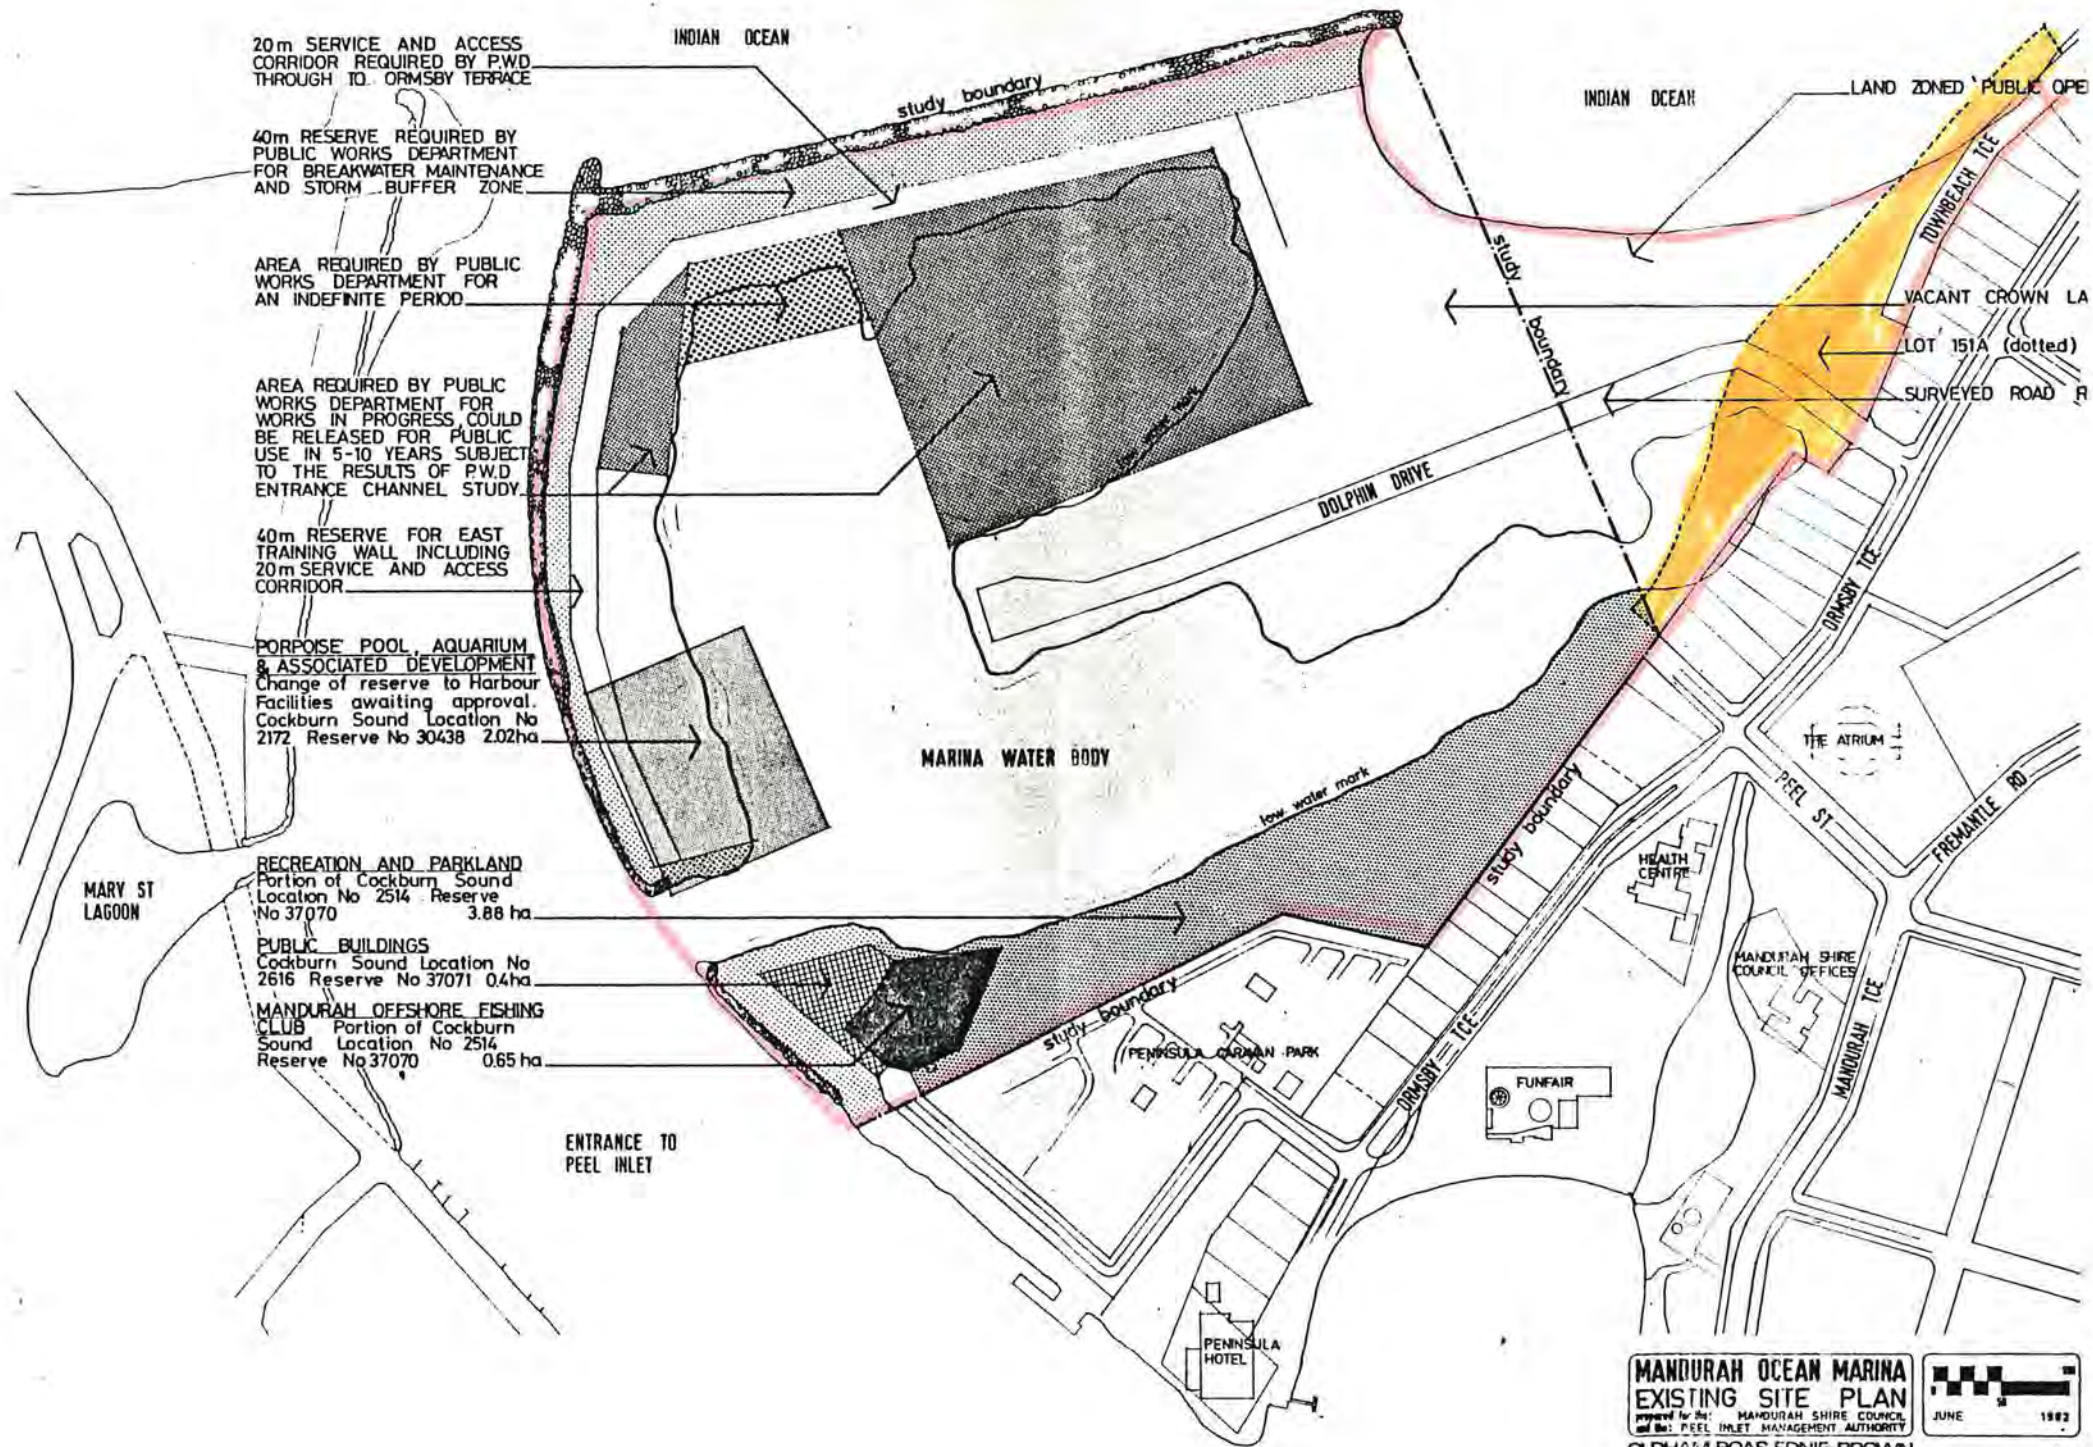 INDIAN OCEAN
20m SERVICE AND ACCESS
CORRIDOR REQUIRED BY P.W.D
THROUGH TO ORMSBY TERRACE
40m RESERVE REQUIRED BY
PUBLIC WORKS DEPARTMENT
FOR BREAKWATER MAINTENANCE
AND STORM BUFFER ZONE
AREA REQUIRED BY PUBLIC
WORKS DEPARTMENT FOR
AN INDEFINITE PERIOD
AREA REQUIRED BY PUBLIC
WORKS DEPARTMENT FOR
WORKS IN PROGRESS, COULD
BE RELEASED FOR PUBLIC
USE IN 5-10 YEARS SUBJECT
TO THE RESULTS OF P.W.D
ENTRANCE CHANNEL STUDY
40m RESERVE FOR EAST
TRAINING WALL INCLUDING
20m SERVICE AND ACCESS
CORRIDOR
PORPOISE POOL, AQUARIUM
& ASSOCIATED DEVELOPMENT
Change of reserve to Harbour
Facilities awaiting approval.
Cockburn Sound Location No
2172 Reserve No 30438 2.02ha
RECREATION AND PARKLAND
Portion of Cockburn Sound
Location No 2514 Reserve
No 37070 3.88 ha
PUBLIC BUILDINGS
Cockburn Sound Location No
2616 Reserve No 37071 0.4ha
MANDURAH OFFSHORE FISHING
CLUB Portion of Cockburn
Sound Location No 2514
Reserve No 37070 0.65 ha
MARY ST
LAGOON
ENTRANCE TO
PEEL INLET
study boundary
INDIAN OCEAN
LAND ZONED 'PUBLIC OPE
TOWNBEACH TCE
VACANT CROWN LA
LOT 151A (dotted)
SURVEYED ROAD R
study boundary
low water mark
DOLPHIN DRIVE
MARINA WATER BODY
low water mark
study boundary
study boundary
ORMSBY TCE
THE ATRIUM
PEEL ST
FREMANTLE RD
HEALTH
CENTRE
MANDURAH SHIRE
COUNCIL OFFICES
MANDURAH TCE
PENINSULA CARAVAN PARK
ORMSBY TCE
FUNFAIR
PENINSULA
HOTEL
MANDURAH OCEAN MARINA
EXISTING SITE PLAN
prepared for the: MANDURAH SHIRE COUNCIL
and the: PEEL INLET MANAGEMENT AUTHORITY
50
JUNE 1982